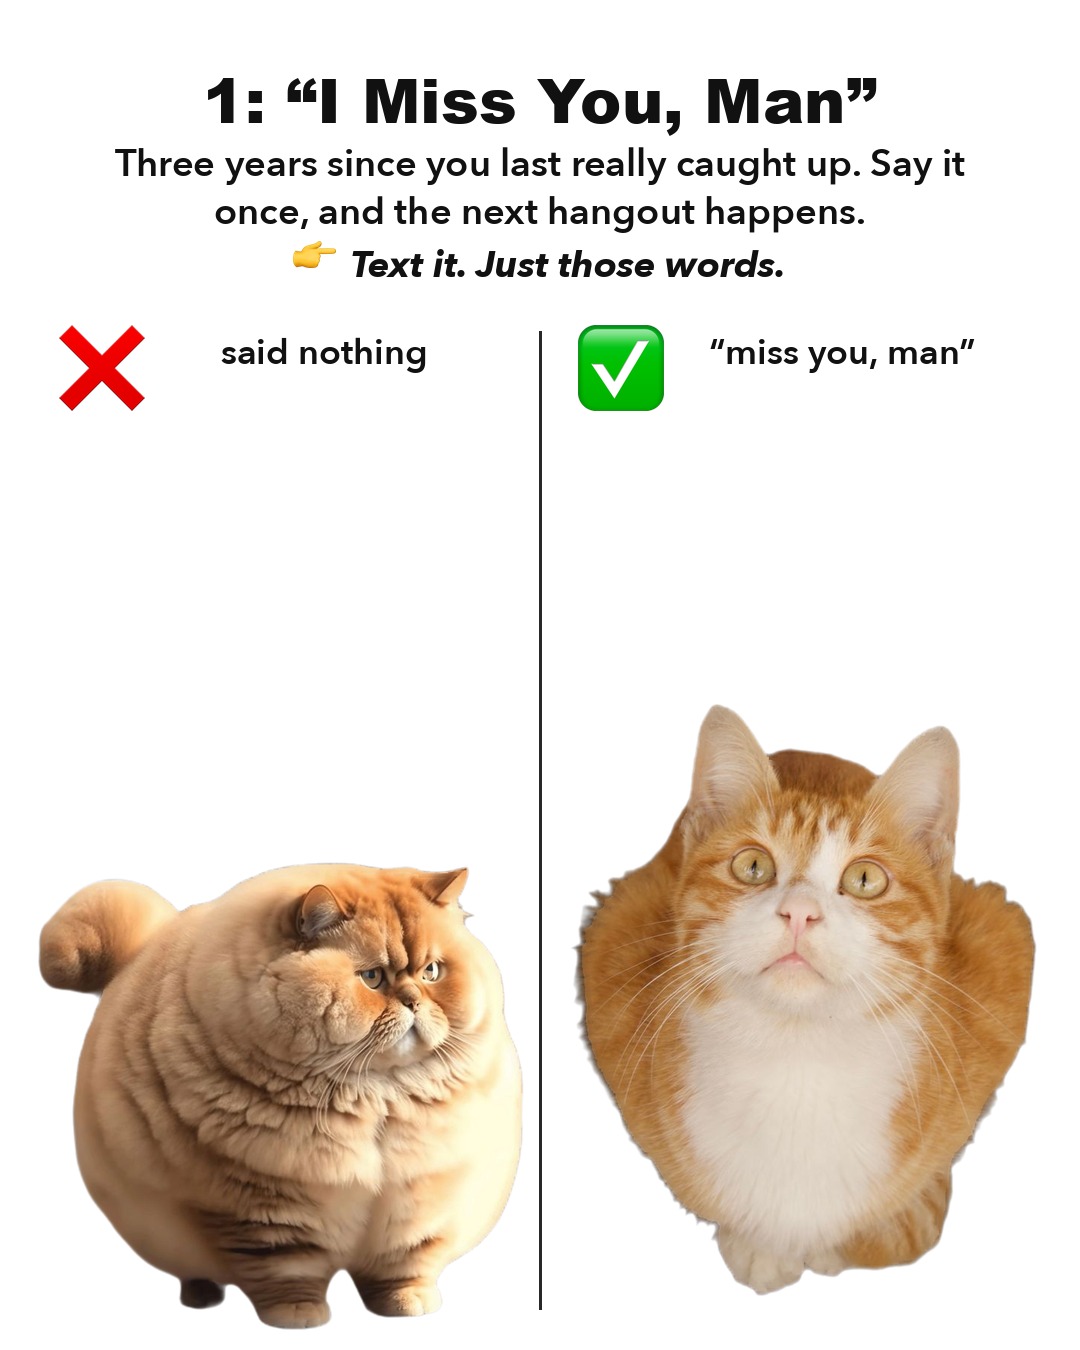 1: “I Miss You, Man”
Three years since you last really caught up. Say it
once, and the next hangout happens.
👉 Text it. Just those words.
❌ said nothing
✅ “miss you, man”